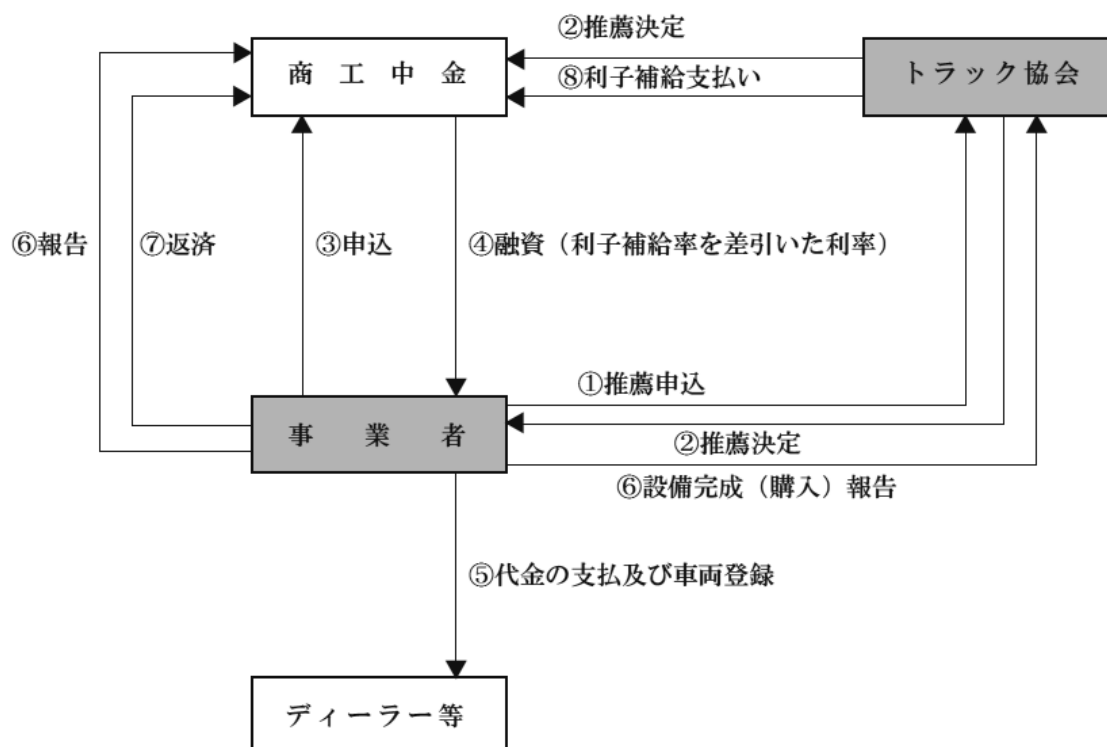 ②推薦決定
商工中金
トラック協会
⑧利子補給支払い
⑥報告
⑦返済
③申込
④融資（利子補給率を差引いた利率）
①推薦申込
事業者
②推薦決定
⑥設備完成（購入）報告
⑤代金の支払及び車両登録
ディーラー等